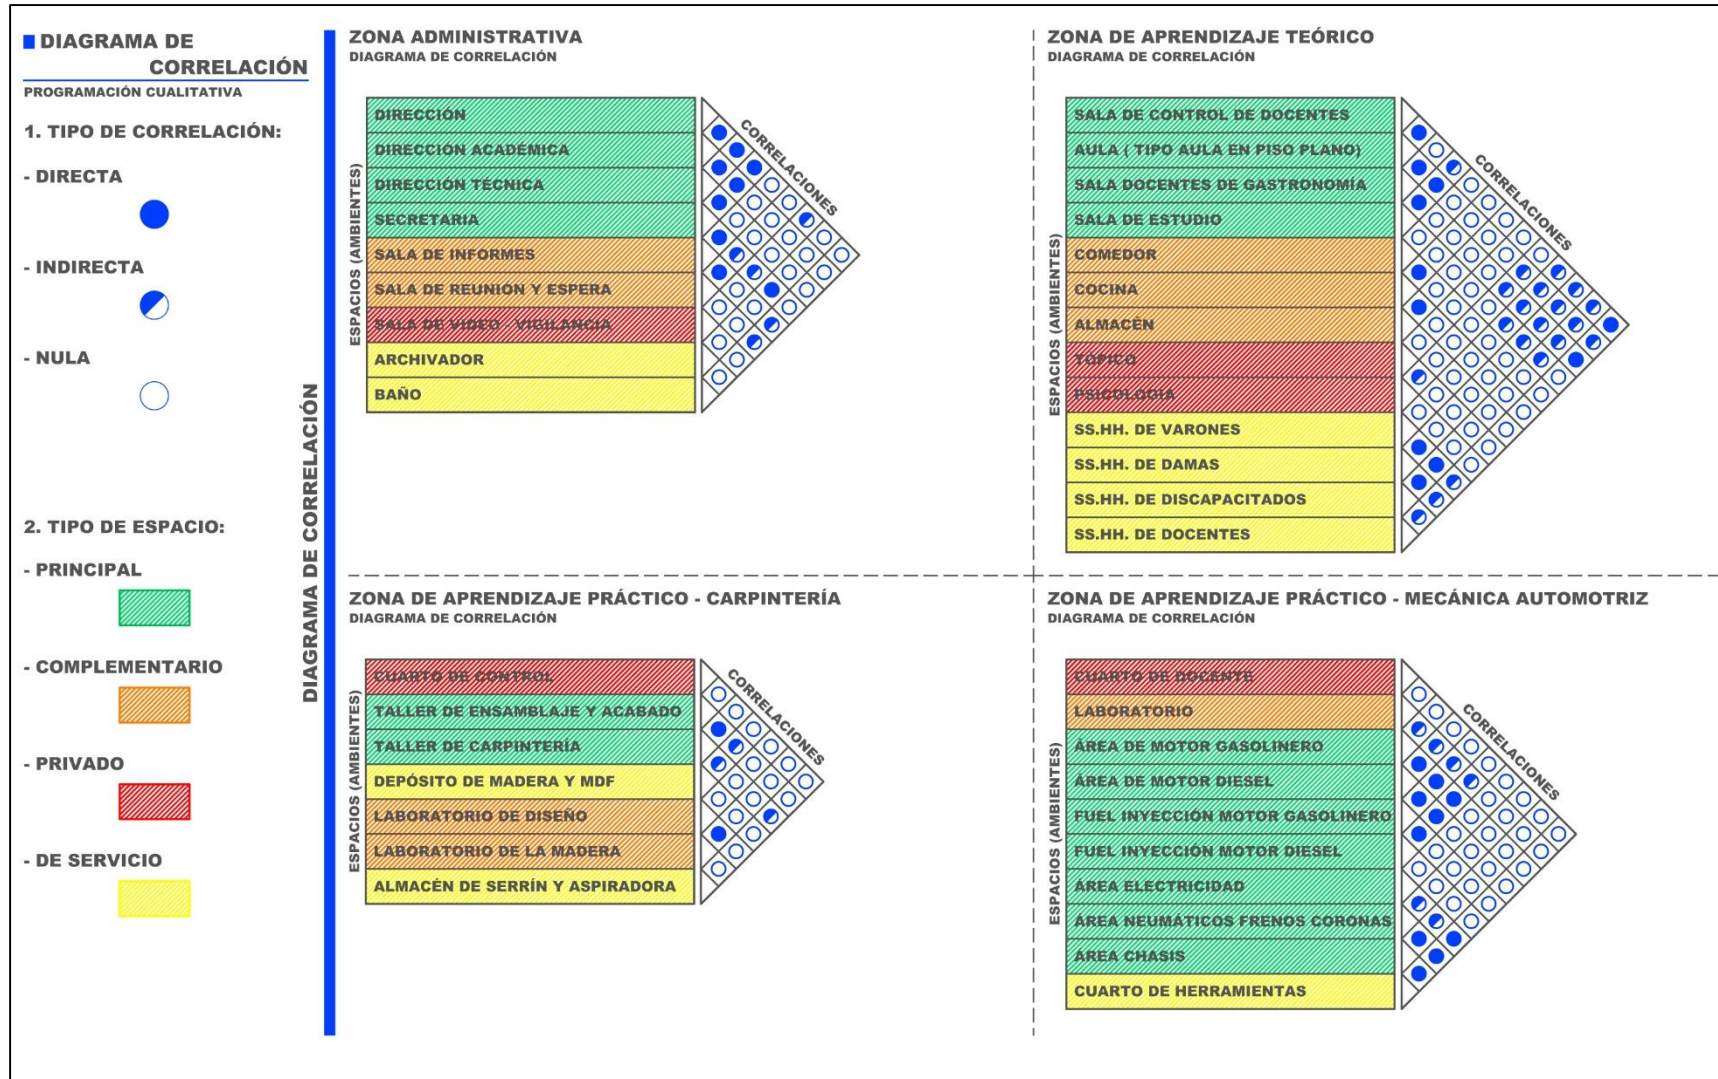 DIAGRAMA DE
CORRELACIÓN
PROGRAMACIÓN CUALITATIVA
1. TIPO DE CORRELACIÓN:
- DIRECTA
- INDIRECTA
- NULA
2. TIPO DE ESPACIO:
- PRINCIPAL
- COMPLEMENTARIO
- PRIVADO
- DE SERVICIO
DIAGRAMA DE CORRELACIÓN
ZONA ADMINISTRATIVA
DIAGRAMA DE CORRELACIÓN
ESPACIOS (AMBIENTES)
DIRECCIÓN
DIRECCIÓN ACADÉMICA
DIRECCIÓN TÉCNICA
SECRETARIA
SALA DE INFORMES
SALA DE REUNIÓN Y ESPERA
SALA DE VIDEO - VIGILANCIA
ARCHIVADOR
BAÑO
CORRELACIONES
ZONA DE APRENDIZAJE TEÓRICO
DIAGRAMA DE CORRELACIÓN
ESPACIOS (AMBIENTES)
SALA DE CONTROL DE DOCENTES
AULA ( TIPO AULA EN PISO PLANO)
SALA DOCENTES DE GASTRONOMÍA
SALA DE ESTUDIO
COMEDOR
COCINA
ALMACÉN
TÓPICO
PSICOLOGÍA
SS.HH. DE VARONES
SS.HH. DE DAMAS
SS.HH. DE DISCAPACITADOS
SS.HH. DE DOCENTES
CORRELACIONES
ZONA DE APRENDIZAJE PRÁCTICO - CARPINTERÍA
DIAGRAMA DE CORRELACIÓN
ESPACIOS (AMBIENTES)
CUARTO DE CONTROL
TALLER DE ENSAMBLAJE Y ACABADO
TALLER DE CARPINTERÍA
DEPÓSITO DE MADERA Y MDF
LABORATORIO DE DISEÑO
LABORATORIO DE LA MADERA
ALMACÉN DE SERRÍN Y ASPIRADORA
CORRELACIONES
ZONA DE APRENDIZAJE PRÁCTICO - MECÁNICA AUTOMOTRIZ
DIAGRAMA DE CORRELACIÓN
ESPACIOS (AMBIENTES)
CUARTO DE DOCENTE
LABORATORIO
ÁREA DE MOTOR GASOLINERO
ÁREA DE MOTOR DIESEL
FUEL INYECCIÓN MOTOR GASOLINERO
FUEL INYECCIÓN MOTOR DIESEL
ÁREA ELECTRICIDAD
ÁREA NEUMÁTICOS FRENOS CORONAS
ÁREA CHASIS
CUARTO DE HERRAMIENTAS
CORRELACIONES